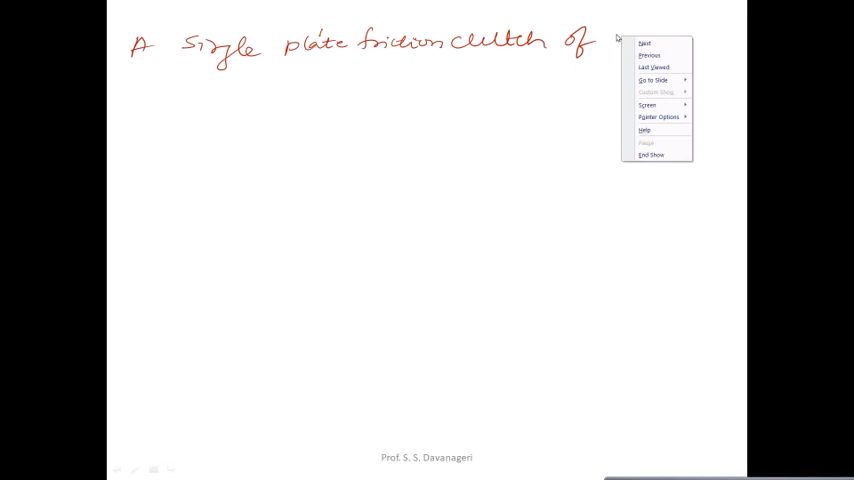 A single plate friction clutch of
Next
Previous
Last Viewed
Go to Slide
Custom Show
Screen
Pointer Options
Help
Pause
End Show
Prof. S. S. Davanageri